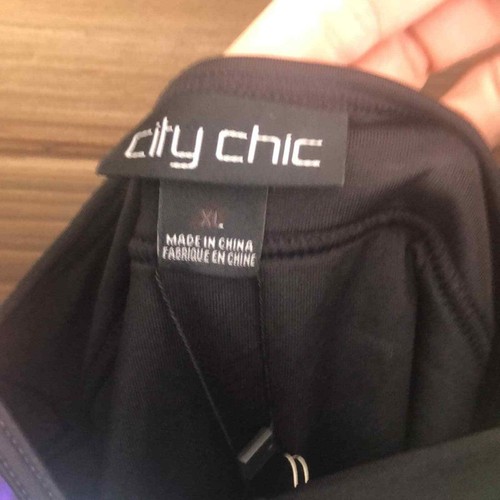 city chic
XL
MADE IN CHINA
FABRIQUE EN CHINE